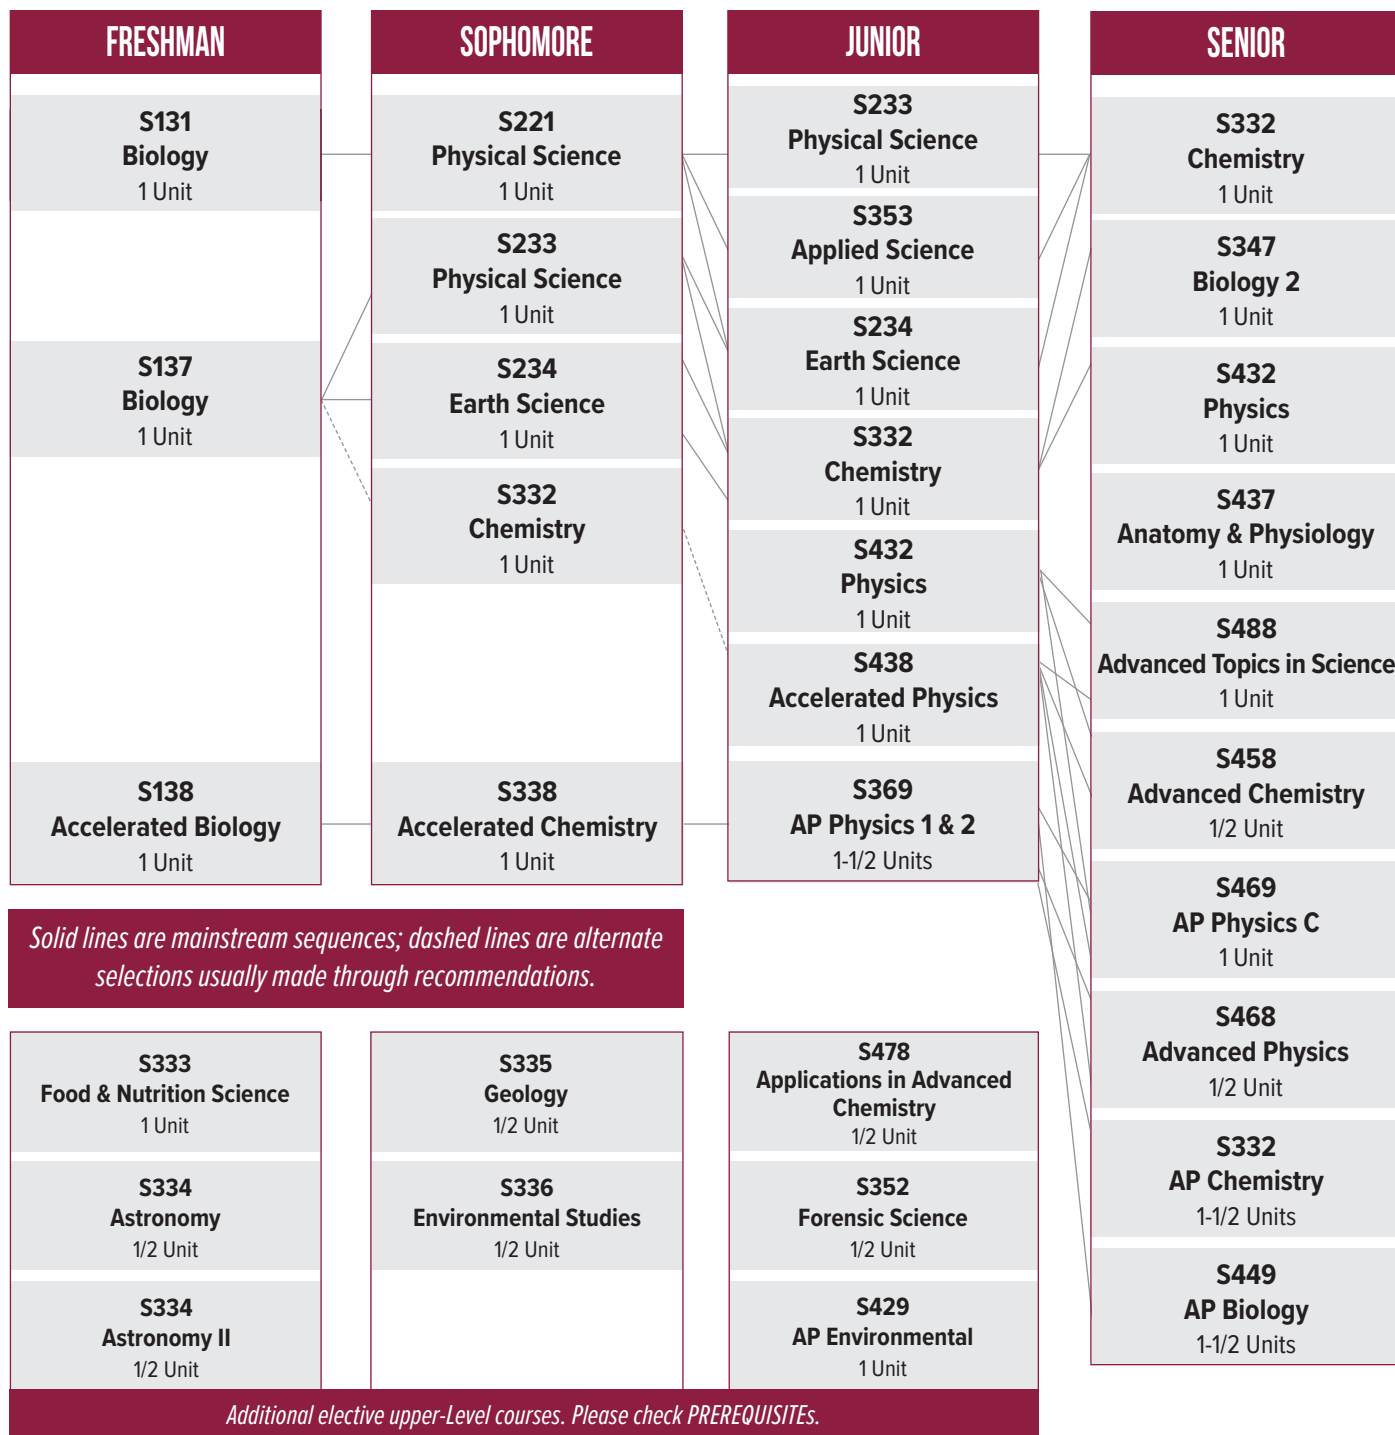 FRESHMAN
S131
Biology
1 Unit
S137
Biology
1 Unit
S138
Accelerated Biology
1 Unit
SOPHOMORE
S221
Physical Science
1 Unit
S233
Physical Science
1 Unit
S234
Earth Science
1 Unit
S332
Chemistry
1 Unit
S338
Accelerated Chemistry
1 Unit
JUNIOR
S233
Physical Science
1 Unit
S353
Applied Science
1 Unit
S234
Earth Science
1 Unit
S332
Chemistry
1 Unit
S432
Physics
1 Unit
S438
Accelerated Physics
1 Unit
S369
AP Physics 1 & 2
1-1/2 Units
SENIOR
S332
Chemistry
1 Unit
S347
Biology 2
1 Unit
S432
Physics
1 Unit
S437
Anatomy & Physiology
1 Unit
S488
Advanced Topics in Science
1 Unit
S458
Advanced Chemistry
1/2 Unit
S469
AP Physics C
1 Unit
S468
Advanced Physics
1/2 Unit
S332
AP Chemistry
1-1/2 Units
S449
AP Biology
1-1/2 Units
Solid lines are mainstream sequences; dashed lines are alternate
selections usually made through recommendations.
S333
Food & Nutrition Science
1 Unit
S334
Astronomy
1/2 Unit
S334
Astronomy II
1/2 Unit
S335
Geology
1/2 Unit
S336
Environmental Studies
1/2 Unit
S478
Applications in Advanced
Chemistry
1/2 Unit
S352
Forensic Science
1/2 Unit
S429
AP Environmental
1 Unit
Additional elective upper-Level courses. Please check PREREQUISITEs.